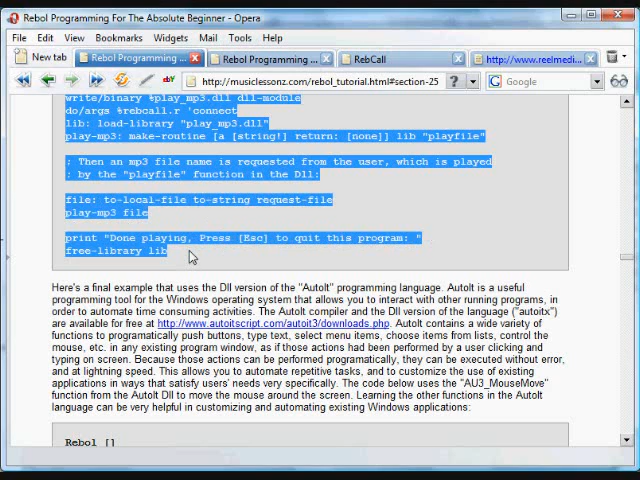 Rebol Programming For The Absolute Beginner - Opera
File Edit View Bookmarks Widgets Mail Tools Help
New tab Rebol Programming ... Rebol Programming ... RebCall http://www.reelmedi...
http://musiclessonz.com/rebol_tutorial.html#section-25 ? Google
write/binary %play_mp3.dll dll-module
do/args %rebcall.r 'connect
lib: load-library "play_mp3.dll"
play-mp3: make-routine [a [string!] return: [none]] lib "playfile"
; Then an mp3 file name is requested from the user, which is played
; by the "playfile" function in the Dll:
file: to-local-file to-string request-file
play-mp3 file
print "Done playing, Press [Esc] to quit this program: "
free-library lib
Here's a final example that uses the Dll version of the "AutoIt" programming language. AutoIt is a useful
programming tool for the Windows operating system that allows you to interact with other running programs, in
order to automate time consuming activities. The AutoIt compiler and the Dll version of the language ("autoitx")
are available for free at http://www.autoitscript.com/autoit3/downloads.php. AutoIt contains a wide variety of
functions to programatically push buttons, type text, select menu items, choose items from lists, control the
mouse, etc. in any existing program window, as if those actions had been performed by a user clicking and
typing on screen. Because those actions can be performed programatically, they can be executed without error,
and at lightning speed. This allows you to automate repetitive tasks, and to customize the use of existing
applications in ways that satisfy users' needs very specifically. The code below uses the "AU3_MouseMove"
function from the AutoIt Dll to move the mouse around the screen. Learning the other functions in the AutoIt
language can be very helpful in customizing and automating existing Windows applications:
Rebol []